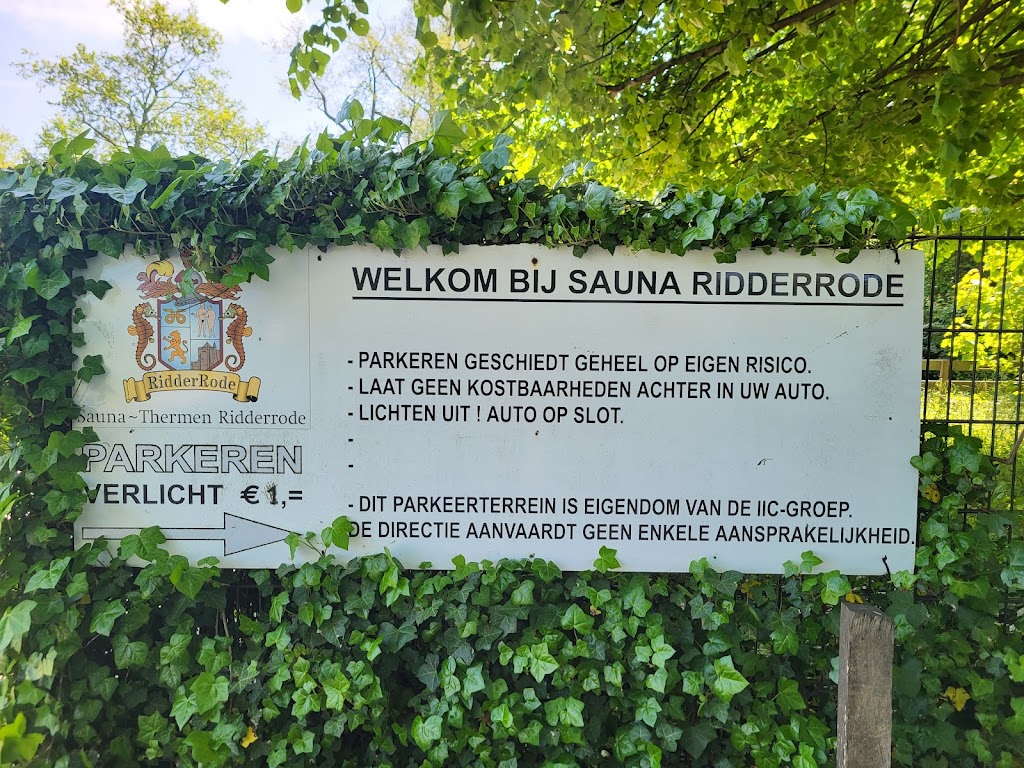 WELKOM BIJ SAUNA RIDDERRODE
- PARKEREN GESCHIEDT GEHEEL OP EIGEN RISICO.
- LAAT GEEN KOSTBAARHEDEN ACHTER IN UW AUTO.
- LICHTEN UIT ! AUTO OP SLOT.
-
-
- DIT PARKEERTERREIN IS EIGENDOM VAN DE IIC-GROEP.
DE DIRECTIE AANVAARDT GEEN ENKELE AANSPRAKELIJKHEID.
RidderRode
Sauna~Thermen Ridderrode
PARKEREN
VERLICHT € 1,=